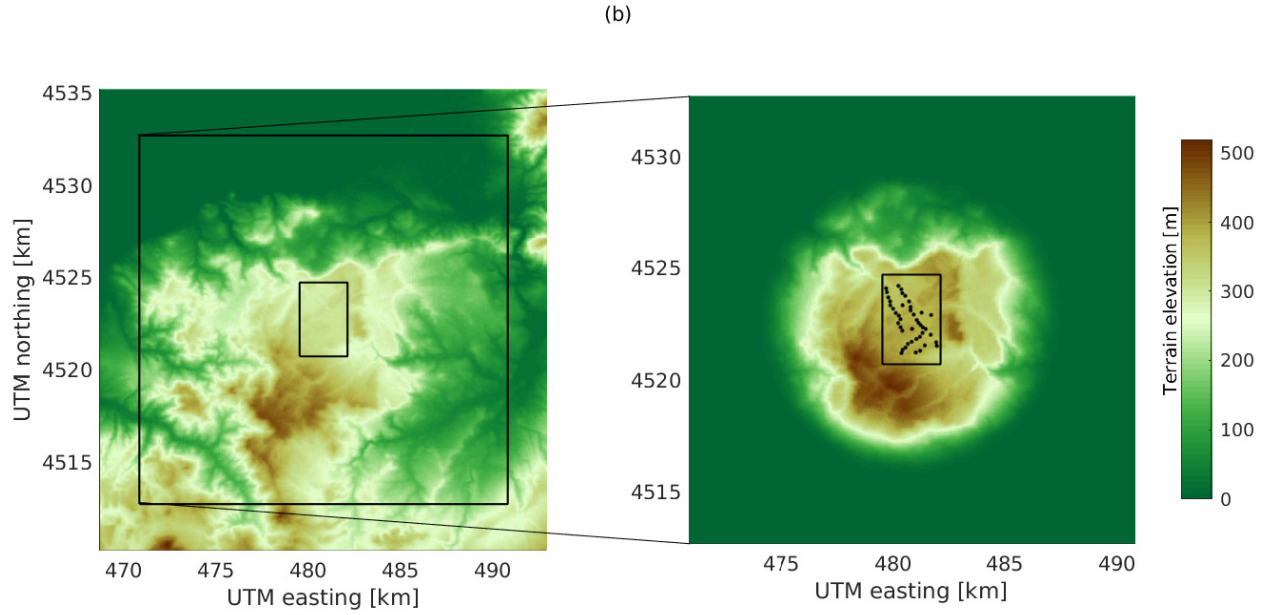 (b)
4535
4530
4525
4520
4515
UTM northing [km]
470 475 480 485 490
UTM easting [km]
4530
4525
4520
4515
475 480 485 490
UTM easting [km]
500
400
300
200
100
0
Terrain elevation [m]